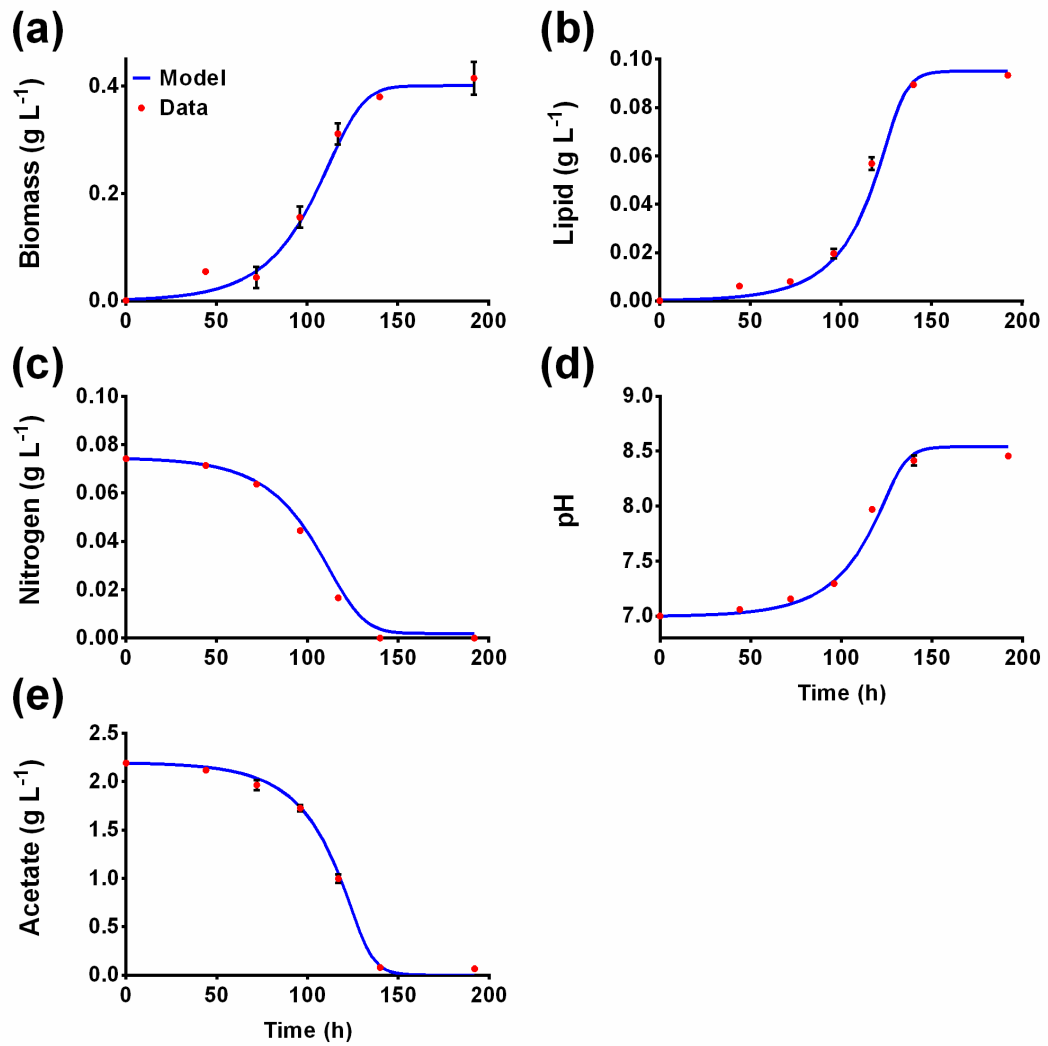 (a)
Biomass (g L-1)
0.4
0.2
0.0
Model
Data
0 50 100 150 200
(b)
Lipid (g L-1)
0.10
0.08
0.06
0.04
0.02
0.00
0 50 100 150 200
(c)
Nitrogen (g L-1)
0.10
0.08
0.06
0.04
0.02
0.00
0 50 100 150 200
(d)
pH
9.0
8.5
8.0
7.5
7.0
0 50 100 150 200
Time (h)
(e)
Acetate (g L-1)
2.5
2.0
1.5
1.0
0.5
0.0
0 50 100 150 200
Time (h)